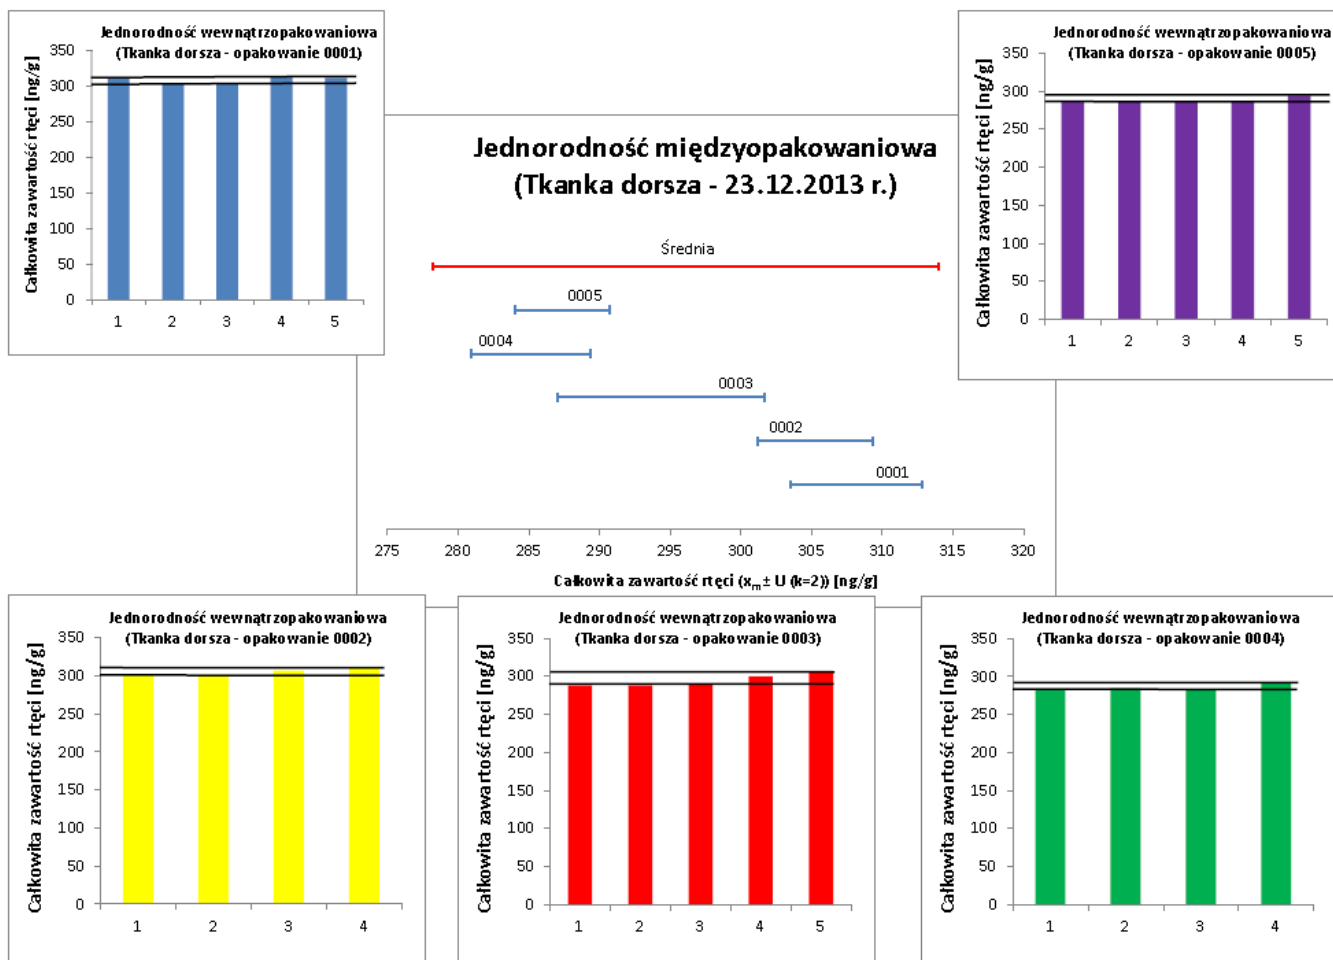 Jednorodność wewnątrzopakowaniowa
(Tkanka dorsza - opakowanie 0001)
Całkowita zawartość rtęci [ng/g]
350
300
250
200
150
100
50
0
1 2 3 4 5
Jednorodność wewnątrzopakowaniowa
(Tkanka dorsza - opakowanie 0005)
Całkowita zawartość rtęci [ng/g]
350
300
250
200
150
100
50
0
1 2 3 4 5
Jednorodność międzyopakowaniowa
(Tkanka dorsza - 23.12.2013 r.)
Średnia
0005
0004
0003
0002
0001
275 280 285 290 295 300 305 310 315 320
Całkowita zawartość rtęci (xm ± U (k=2)) [ng/g]
Jednorodność wewnątrzopakowaniowa
(Tkanka dorsza - opakowanie 0002)
Całkowita zawartość rtęci [ng/g]
350
300
250
200
150
100
50
0
1 2 3 4
Jednorodność wewnątrzopakowaniowa
(Tkanka dorsza - opakowanie 0003)
Całkowita zawartość rtęci [ng/g]
350
300
250
200
150
100
50
0
1 2 3 4 5
Jednorodność wewnątrzopakowaniowa
(Tkanka dorsza - opakowanie 0004)
Całkowita zawartość rtęci [ng/g]
350
300
250
200
150
100
50
0
1 2 3 4